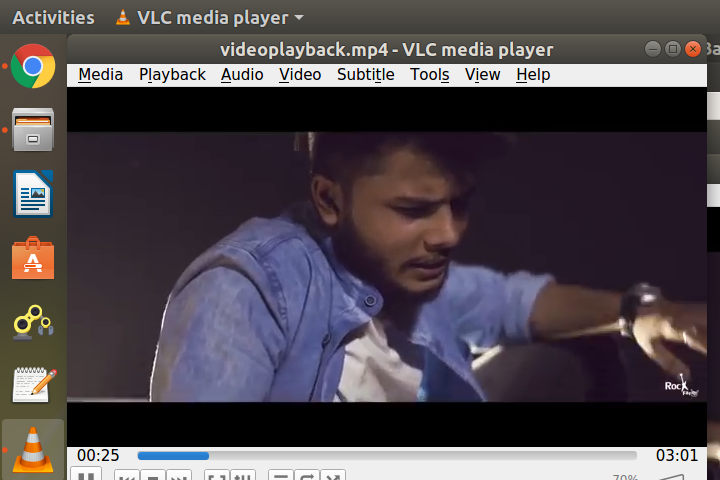 Activities VLC media player
videoplayback.mp4 - VLC media player
Media Playback Audio Video Subtitle Tools View Help
Rock
00:25 03:01
70%